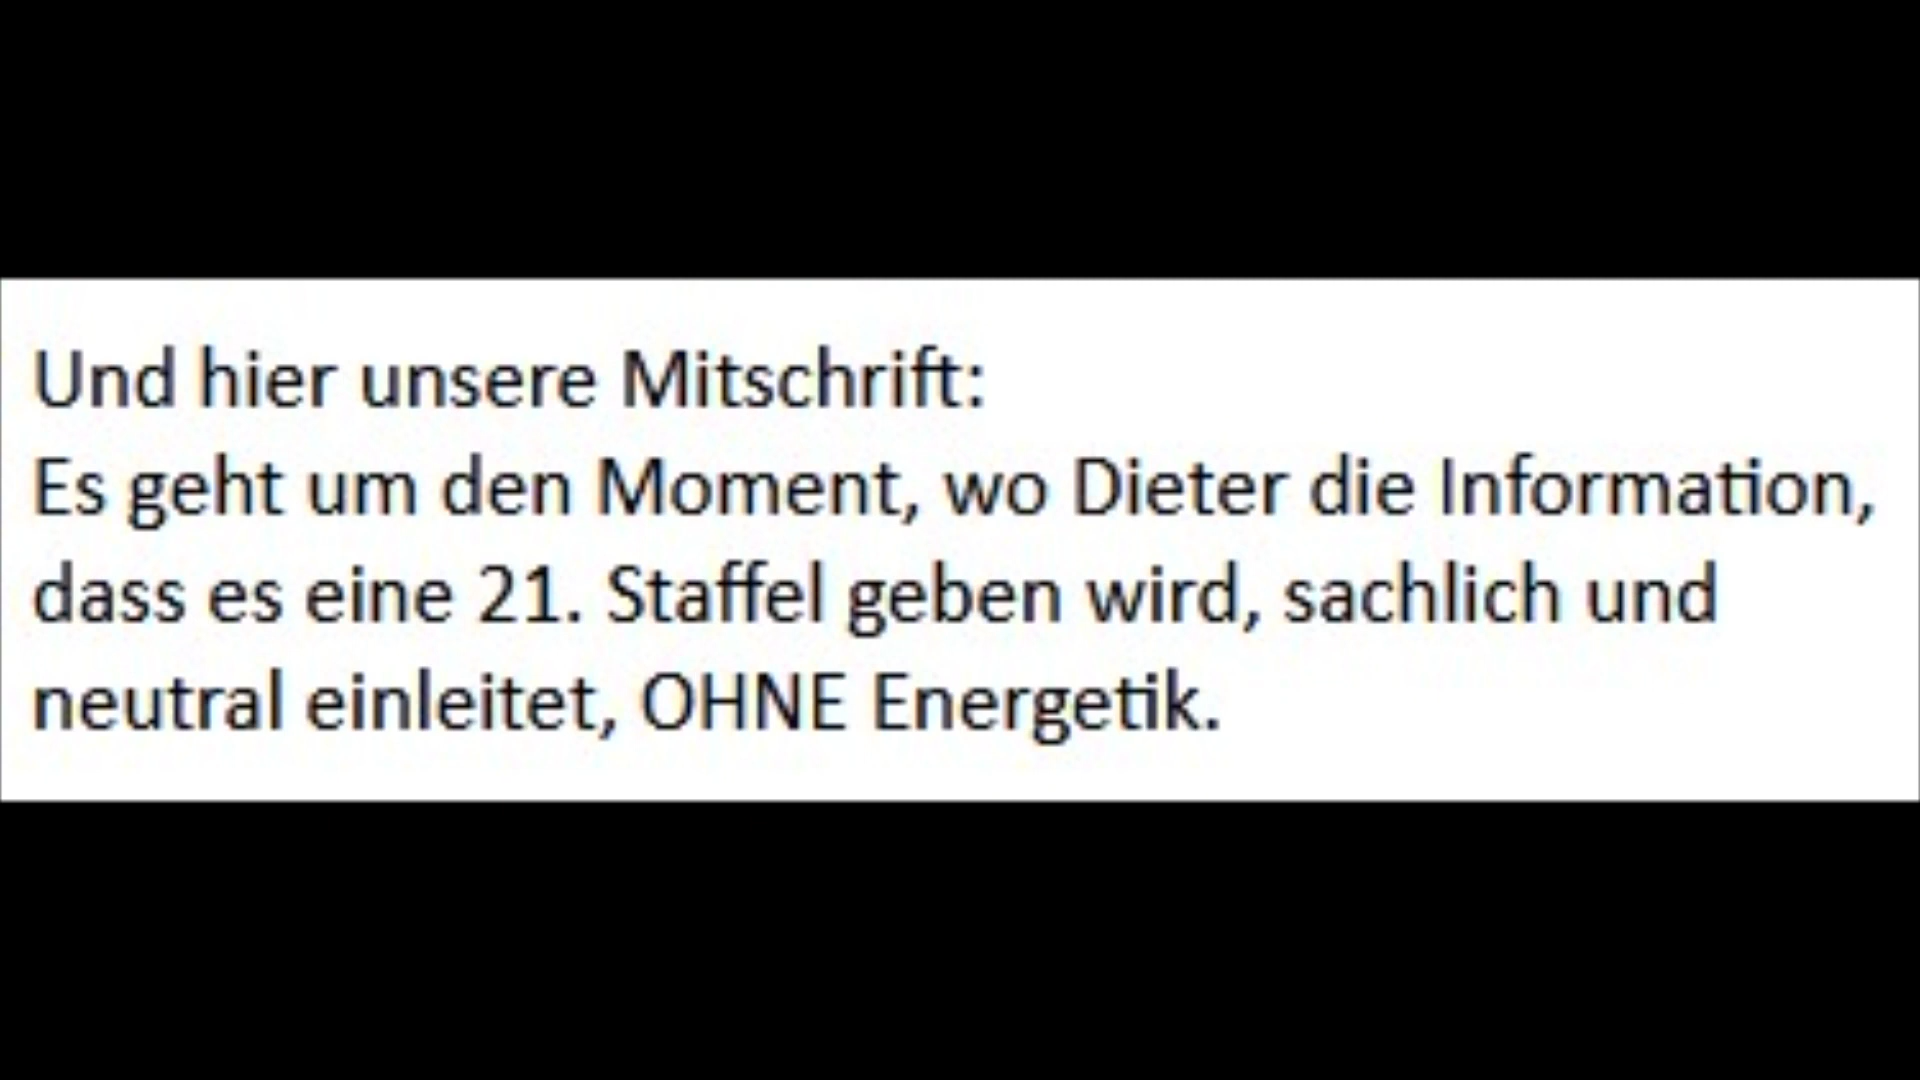 Und hier unsere Mitschrift:
Es geht um den Moment, wo Dieter die Information,
dass es eine 21. Staffel geben wird, sachlich und
neutral einleitet, OHNE Energetik.